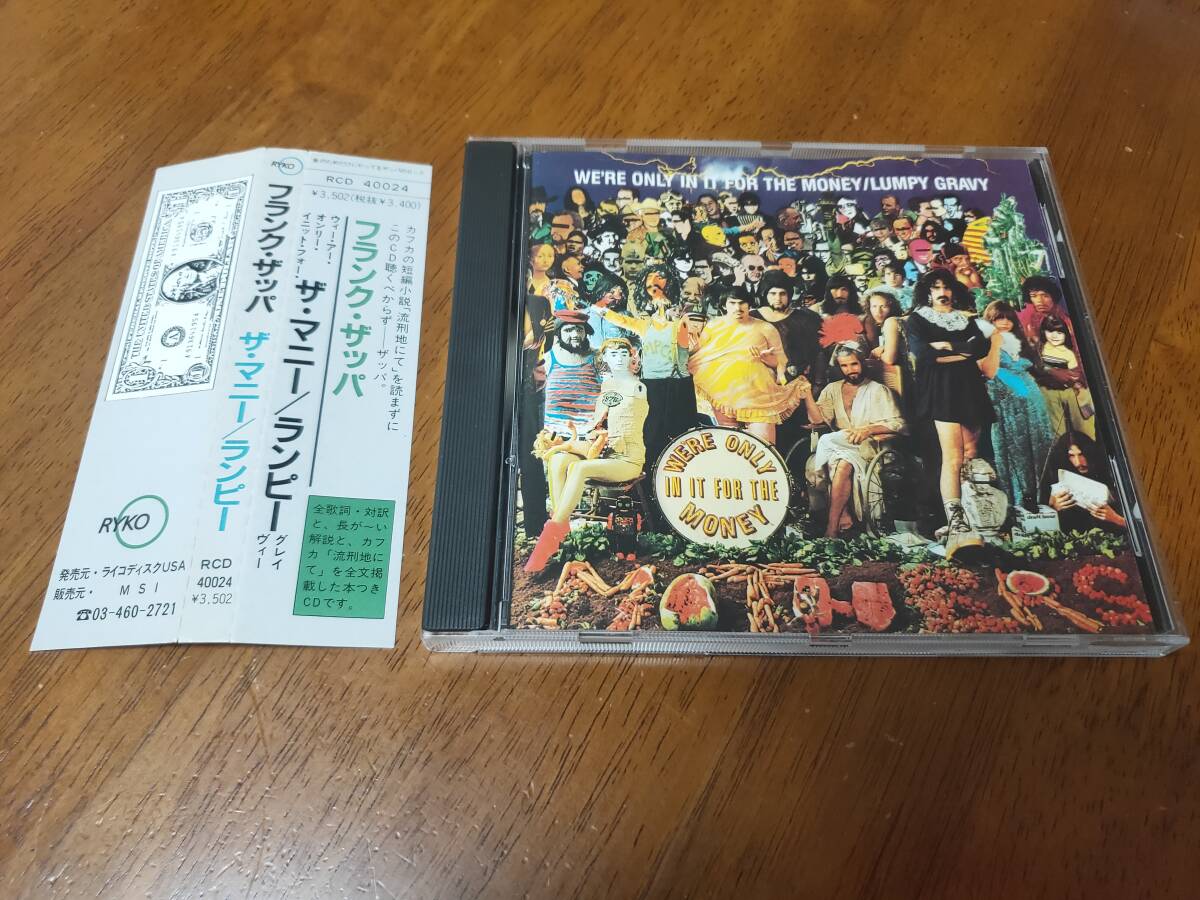 RYKO
発売元・ライコディスクUSA
販売元・ MSI
☎03-460-2721
RYKO
フランク・ザッパ
ザ・マニー/ランピー
ウィー・アー・
オンリー・
イニット・フォー・
ザ・マニー/ランピー
グレイ
ヴィー
RCD
40024
¥3,502
RCD 40024
¥3,502(税抜¥3,400)
フランク・ザッパ
カフカの短編小説「流刑地にて」を読まずに
このCD聴くべからず──ザッパ。
全歌詞・対訳
と、長が〜い
解説と、カフ
カ「流刑地に
て」を全文掲
載した本つき
CDです。
WE'RE ONLY IN IT FOR THE MONEY/LUMPY GRAVY
WE'RE ONLY
IN IT FOR THE
MONEY
MOTHERS